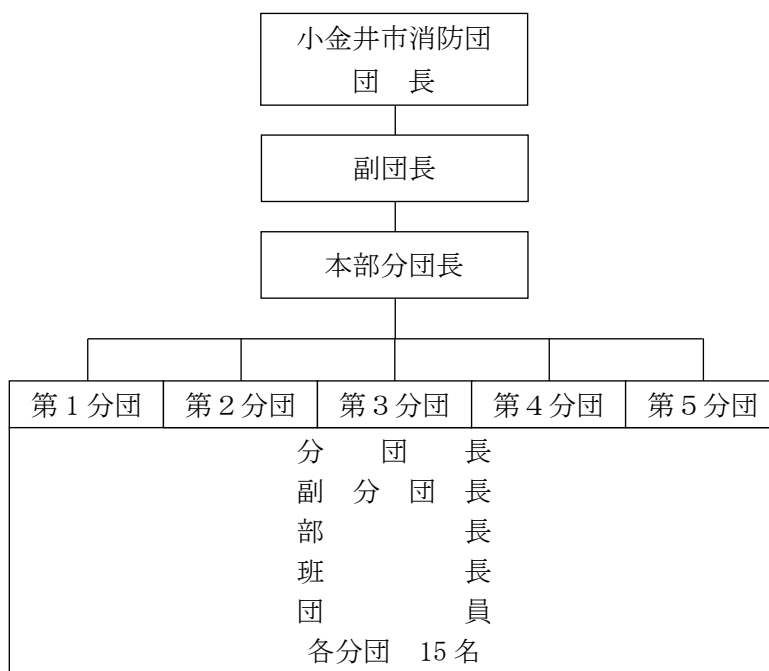 小金井市消防団
団　長
副団長
本部分団長
第１分団　第２分団　第３分団　第４分団　第５分団
分　団　長
副　分　団　長
部　長
班　長
団　員
各分団　15 名